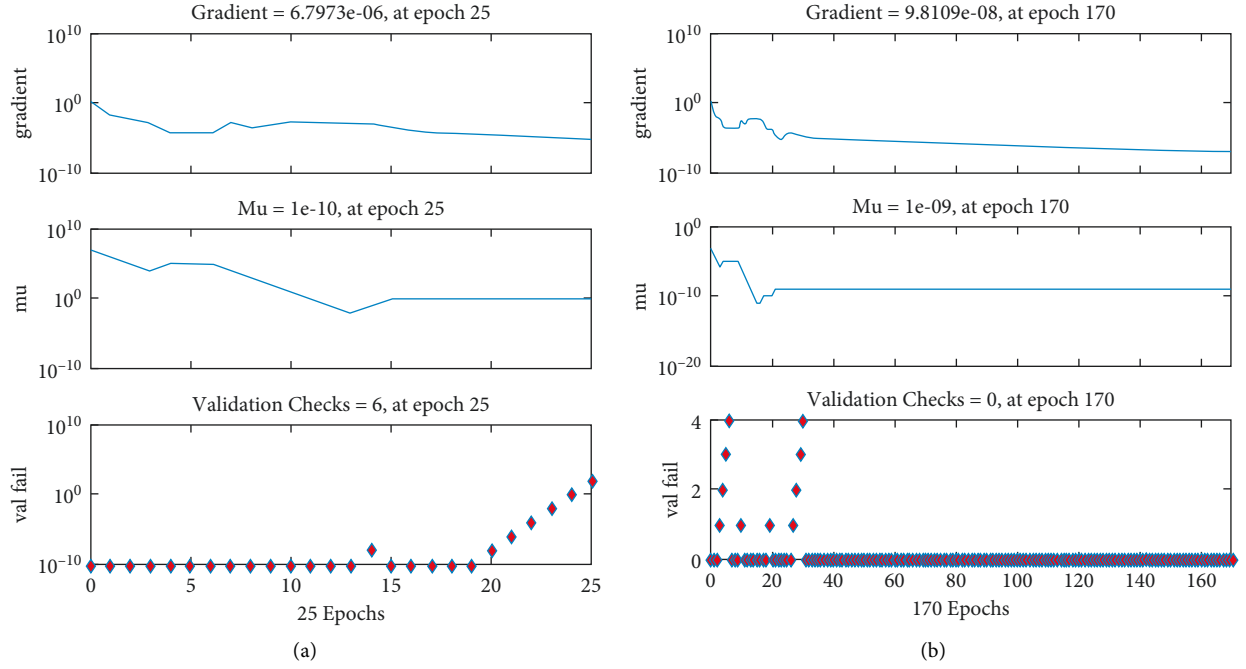 Gradient = 6.7973e-06, at epoch 25
10^10
10^0
10^−10
gradient
Mu = 1e-10, at epoch 25
10^10
10^0
10^−10
mu
Validation Checks = 6, at epoch 25
10^10
10^0
10^−10
val fail
0 5 10 15 20 25
25 Epochs
(a)
Gradient = 9.8109e-08, at epoch 170
10^10
10^0
10^−10
gradient
Mu = 1e-09, at epoch 170
10^0
10^−10
10^−20
mu
Validation Checks = 0, at epoch 170
4
2
0
val fail
0 20 40 60 80 100 120 140 160
170 Epochs
(b)